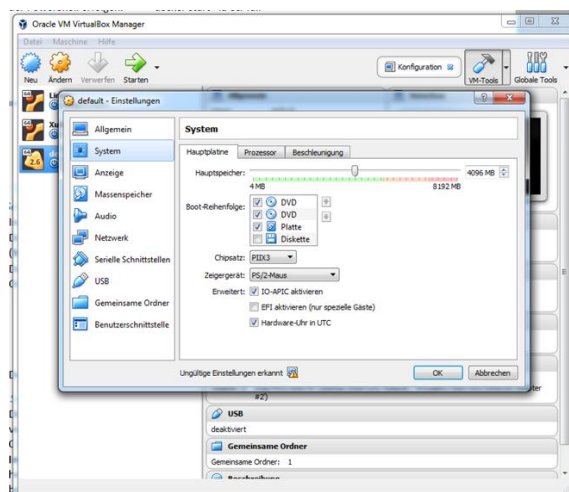 Oracle VM VirtualBox Manager
Datei Maschine Hilfe
Neu Ändern Verwerfen Starten
Konfiguration
VM-Tools
Globale Tools
default - Einstellungen
Allgemein
System
Anzeige
Massenspeicher
Audio
Netzwerk
Serielle Schnittstellen
USB
Gemeinsame Ordner
Benutzerschnittstelle
System
Hauptplatine Prozessor Beschleunigung
Hauptspeicher: 4096 MB
4 MB 8192 MB
Boot-Reihenfolge:
DVD
DVD
Platte
Diskette
Chipsatz: PIIX3
Zeigergerät: PS/2-Maus
Erweitert: IO-APIC aktivieren
EFI aktivieren (nur spezielle Gäste)
Hardware-Uhr in UTC
Ungültige Einstellungen erkannt
OK Abbrechen
#2)
USB
deaktiviert
Gemeinsame Ordner
Gemeinsame Ordner: 1